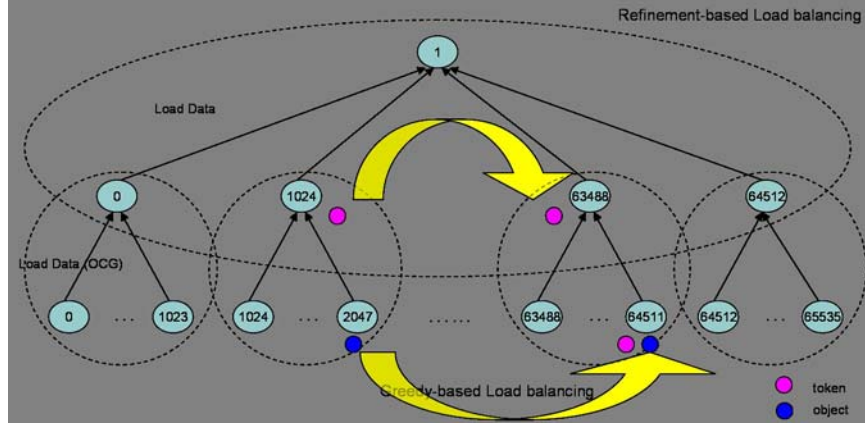 Refinement-based Load balancing
1
Load Data
0 1024 63488 64512
Load Data (OCG)
0 ... 1023 1024 ... 2047 ...... 63488 ... 64511 64512 ... 65535
Greedy-based Load balancing
token
object